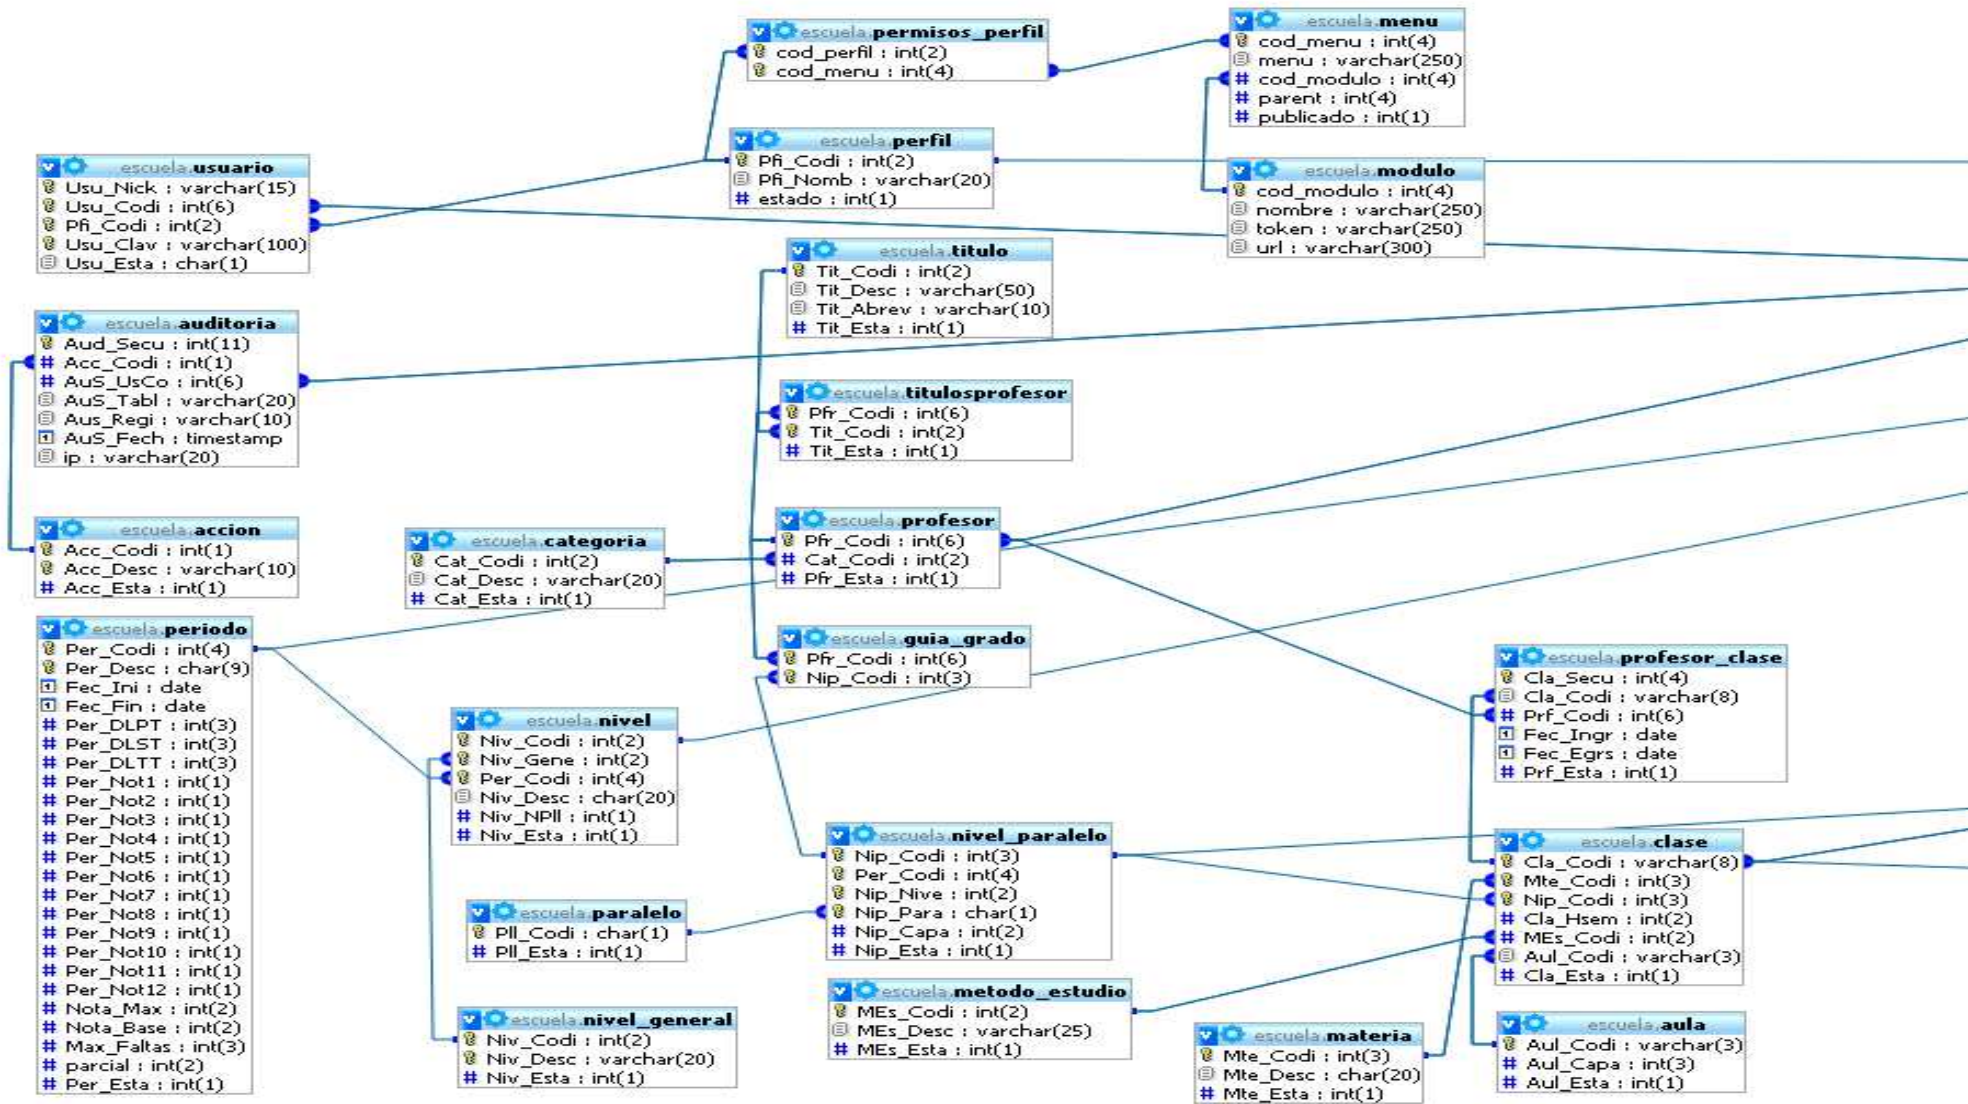 escuela.permisos_perfil
cod_perfil : int(2)
cod_menu : int(4)
escuela.menu
cod_menu : int(4)
menu : varchar(250)
cod_modulo : int(4)
parent : int(4)
publicado : int(1)
escuela.usuario
Usu_Nick : varchar(15)
Usu_Codi : int(6)
Pfi_Codi : int(2)
Usu_Clav : varchar(100)
Usu_Esta : char(1)
escuela.perfil
Pfi_Codi : int(2)
Pfi_Nomb : varchar(20)
estado : int(1)
escuela.modulo
cod_modulo : int(4)
nombre : varchar(250)
token : varchar(250)
url : varchar(300)
escuela.titulo
Tit_Codi : int(2)
Tit_Desc : varchar(50)
Tit_Abrev : varchar(10)
Tit_Esta : int(1)
escuela.auditoria
Aud_Secu : int(11)
Acc_Codi : int(1)
AuS_UsCo : int(6)
AuS_Tabl : varchar(20)
Aus_Regi : varchar(10)
AuS_Fech : timestamp
ip : varchar(20)
escuela.titulosprofesor
Pfr_Codi : int(6)
Tit_Codi : int(2)
Tit_Esta : int(1)
escuela.accion
Acc_Codi : int(1)
Acc_Desc : varchar(10)
Acc_Esta : int(1)
escuela.categoria
Cat_Codi : int(2)
Cat_Desc : varchar(20)
Cat_Esta : int(1)
escuela.profesor
Pfr_Codi : int(6)
Cat_Codi : int(2)
Pfr_Esta : int(1)
escuela.periodo
Per_Codi : int(4)
Per_Desc : char(9)
Fec_Ini : date
Fec_Fin : date
Per_DLPT : int(3)
Per_DLST : int(3)
Per_DLTT : int(3)
Per_Not1 : int(1)
Per_Not2 : int(1)
Per_Not3 : int(1)
Per_Not4 : int(1)
Per_Not5 : int(1)
Per_Not6 : int(1)
Per_Not7 : int(1)
Per_Not8 : int(1)
Per_Not9 : int(1)
Per_Not10 : int(1)
Per_Not11 : int(1)
Per_Not12 : int(1)
Nota_Max : int(2)
Nota_Base : int(2)
Max_Faltas : int(3)
parcial : int(2)
Per_Esta : int(1)
escuela.guia_grado
Pfr_Codi : int(6)
Nip_Codi : int(3)
escuela.profesor_clase
Cla_Secu : int(4)
Cla_Codi : varchar(8)
Prf_Codi : int(6)
Fec_Ingr : date
Fec_Egrs : date
Prf_Esta : int(1)
escuela.nivel
Niv_Codi : int(2)
Niv_Gene : int(2)
Per_Codi : int(4)
Niv_Desc : char(20)
Niv_NPll : int(1)
Niv_Esta : int(1)
escuela.nivel_paralelo
Nip_Codi : int(3)
Per_Codi : int(4)
Nip_Nive : int(2)
Nip_Para : char(1)
Nip_Capa : int(2)
Nip_Esta : int(1)
escuela.clase
Cla_Codi : varchar(8)
Mte_Codi : int(3)
Nip_Codi : int(3)
Cla_Hsem : int(2)
MEs_Codi : int(2)
Aul_Codi : varchar(3)
Cla_Esta : int(1)
escuela.paralelo
Pll_Codi : char(1)
Pll_Esta : int(1)
escuela.metodo_estudio
MEs_Codi : int(2)
MEs_Desc : varchar(25)
MEs_Esta : int(1)
escuela.nivel_general
Niv_Codi : int(2)
Niv_Desc : varchar(20)
Niv_Esta : int(1)
escuela.materia
Mte_Codi : int(3)
Mte_Desc : char(20)
Mte_Esta : int(1)
escuela.aula
Aul_Codi : varchar(3)
Aul_Capa : int(3)
Aul_Esta : int(1)